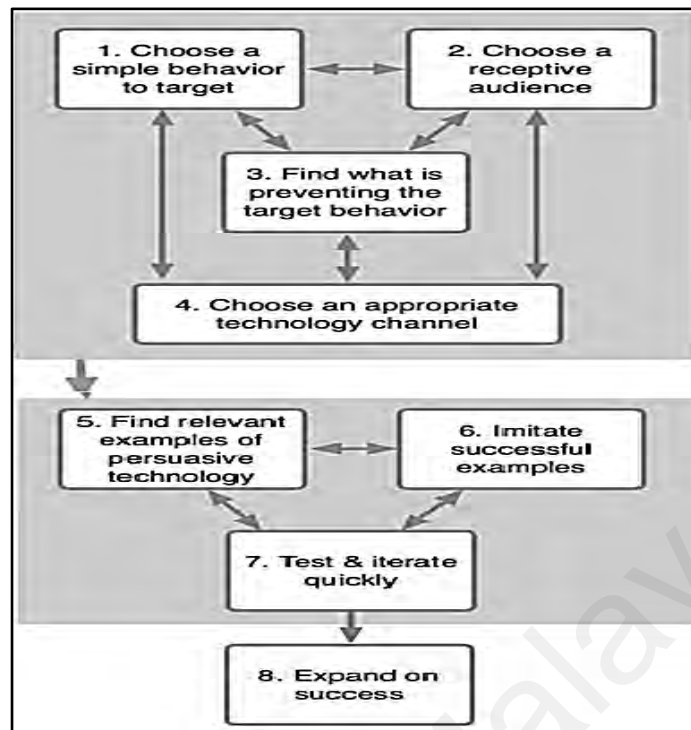 1. Choose a
simple behavior
to target
2. Choose a
receptive
audience
3. Find what is
preventing the
target behavior
4. Choose an appropriate
technology channel
5. Find relevant
examples of
persuasive
technology
6. Imitate
successful
examples
7. Test & iterate
quickly
8. Expand on
success